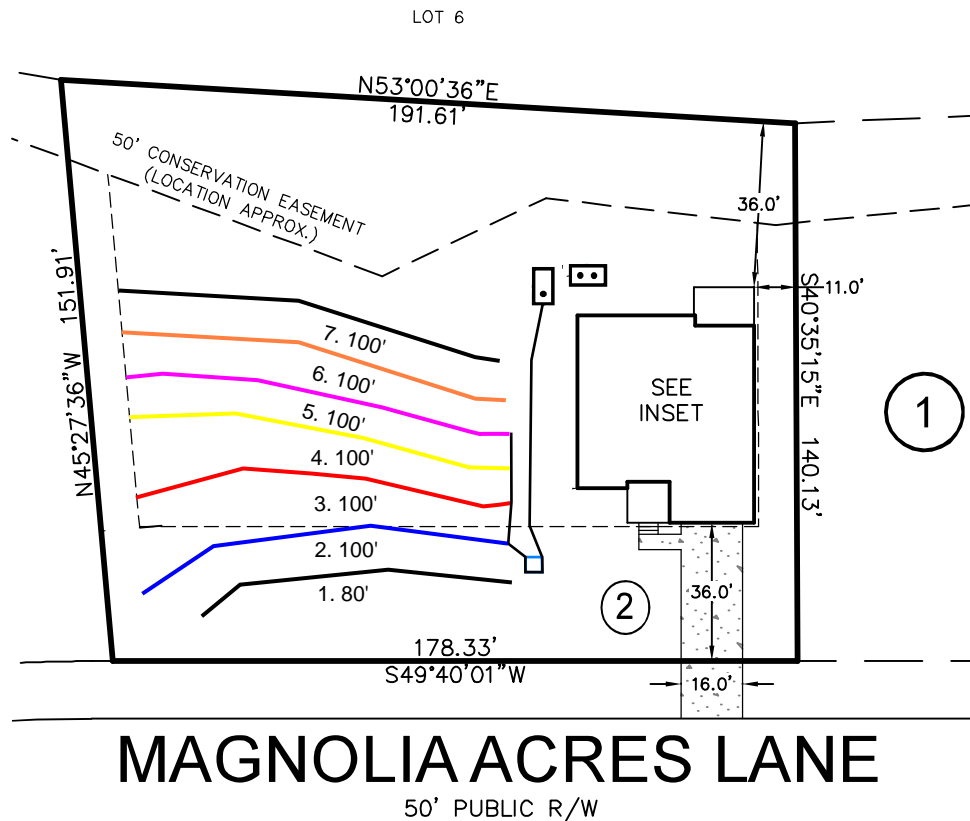 LOT 6
N53°00'36"E
191.61'
50' CONSERVATION EASEMENT
(LOCATION APPROX.)
36.0'
11.0'
N45°27'36"W 151.91'
S40°35'15"E 140.13'
7. 100'
6. 100'
5. 100'
4. 100'
3. 100'
2. 100'
1. 80'
SEE
INSET
1
2
36.0'
178.33'
S49°40'01"W
16.0'
MAGNOLIA ACRES LANE
50' PUBLIC R/W